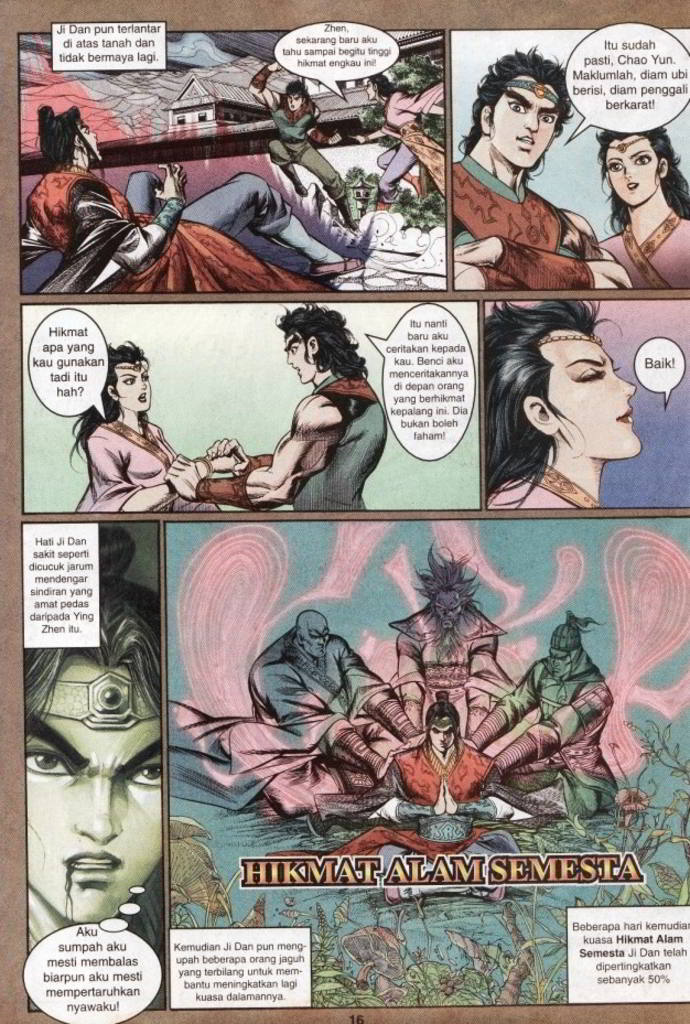 Ji Dan pun terlantar
di atas tanah dan
tidak bermaya lagi.
Zhen,
sekarang baru aku
tahu sampai begitu tinggi
hikmat engkau ini!
Itu sudah
pasti, Chao Yun.
Maklumlah, diam ubi
berisi, diam penggali
berkarat!
Hikmat
apa yang
kau gunakan
tadi itu
hah?
Itu nanti
baru aku
ceritakan kepada
kau. Benci aku
menceritakannya
di depan orang
yang berhikmat
kepalang ini. Dia
bukan boleh
faham!
Baik!
Hati Ji Dan
sakit seperti
dicucuk jarum
mendengar
sindiran yang
amat pedas
daripada Ying
Zhen itu.
Aku
sumpah aku
mesti membalas
biarpun aku mesti
mempertaruhkan
nyawaku!
HIKMAT ALAM SEMESTA
Kemudian Ji Dan pun meng-
upah beberapa orang jaguh
yang terbilang untuk mem-
bantu meningkatkan lagi
kuasa dalamannya.
Beberapa hari kemudian
kuasa Hikmat Alam
Semesta Ji Dan telah
dipertingkatkan
sebanyak 50%
16